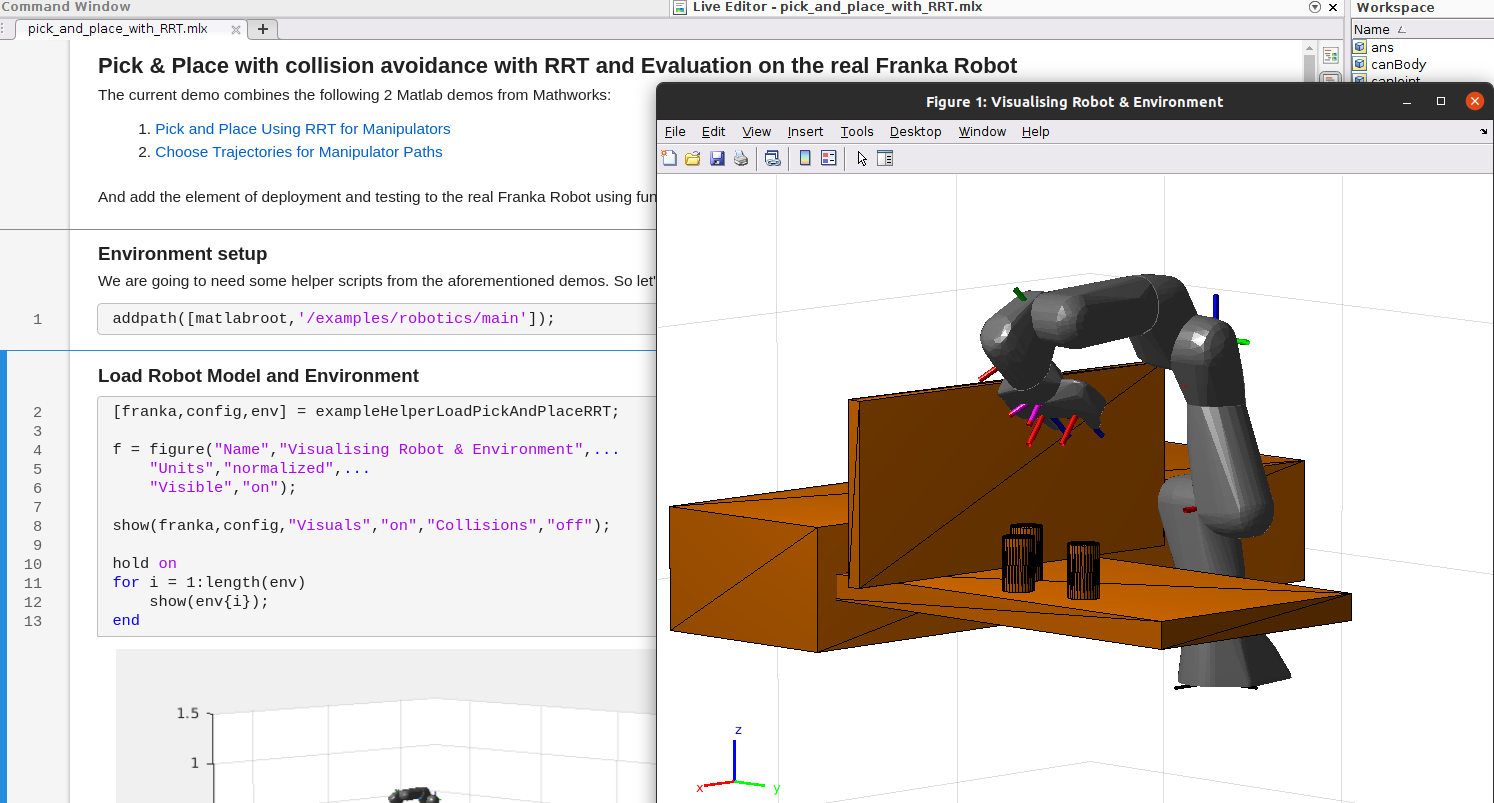 Command Window
Live Editor - pick_and_place_with_RRT.mlx
Workspace
pick_and_place_with_RRT.mlx
Name
ans
canBody
canJoint
Pick & Place with collision avoidance with RRT and Evaluation on the real Franka Robot
The current demo combines the following 2 Matlab demos from Mathworks:
1. Pick and Place Using RRT for Manipulators
2. Choose Trajectories for Manipulator Paths
And add the element of deployment and testing to the real Franka Robot using fun
Environment setup
We are going to need some helper scripts from the aforementioned demos. So let'
1 addpath([matlabroot,'/examples/robotics/main']);
Load Robot Model and Environment
2 [franka,config,env] = exampleHelperLoadPickAndPlaceRRT;
3
4 f = figure("Name","Visualising Robot & Environment",...
5 "Units","normalized",...
6 "Visible","on");
7
8 show(franka,config,"Visuals","on","Collisions","off");
9
10 hold on
11 for i = 1:length(env)
12 show(env{i});
13 end
1.5
1
Figure 1: Visualising Robot & Environment
File Edit View Insert Tools Desktop Window Help
z
x
y